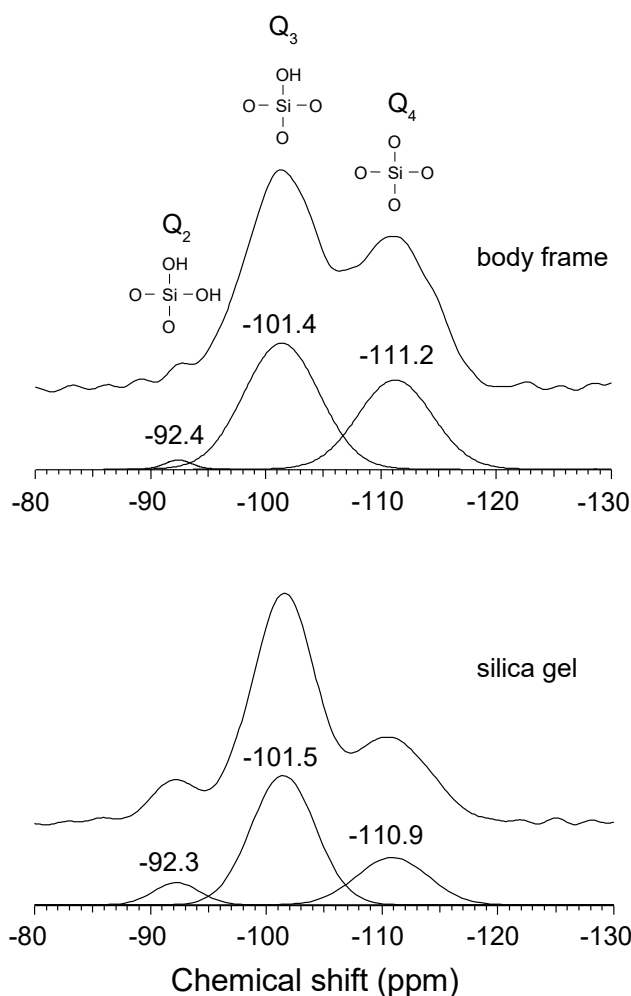 Q3
OH
O – Si – O
O
Q4
O
O – Si – O
O
Q2
OH
O – Si – OH
O
body frame
-101.4
-111.2
-92.4
-80 -90 -100 -110 -120 -130
silica gel
-101.5
-110.9
-92.3
-80 -90 -100 -110 -120 -130
Chemical shift (ppm)